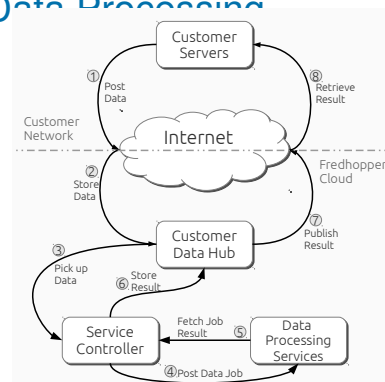 Data Processing
Customer
Servers
①
Post
Data
⑧
Retrieve
Result
Customer
Network
Internet
Fredhopper
Cloud
②
Store
Data
⑦
Publish
Result
Customer
Data Hub
③
Pick up
Data
⑥
Store
Result
Service
Controller
Fetch Job
Result
⑤
Data
Processing
Services
④
Post Data Job